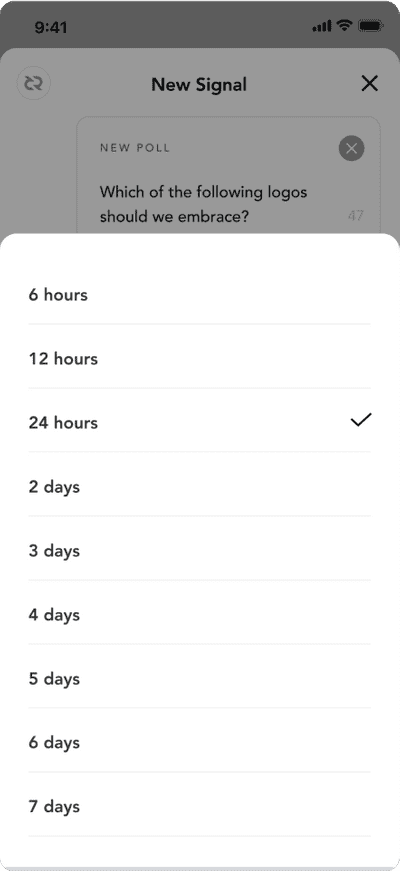 9:41
New Signal
NEW POLL
Which of the following logos
should we embrace?
47
6 hours
12 hours
24 hours
2 days
3 days
4 days
5 days
6 days
7 days